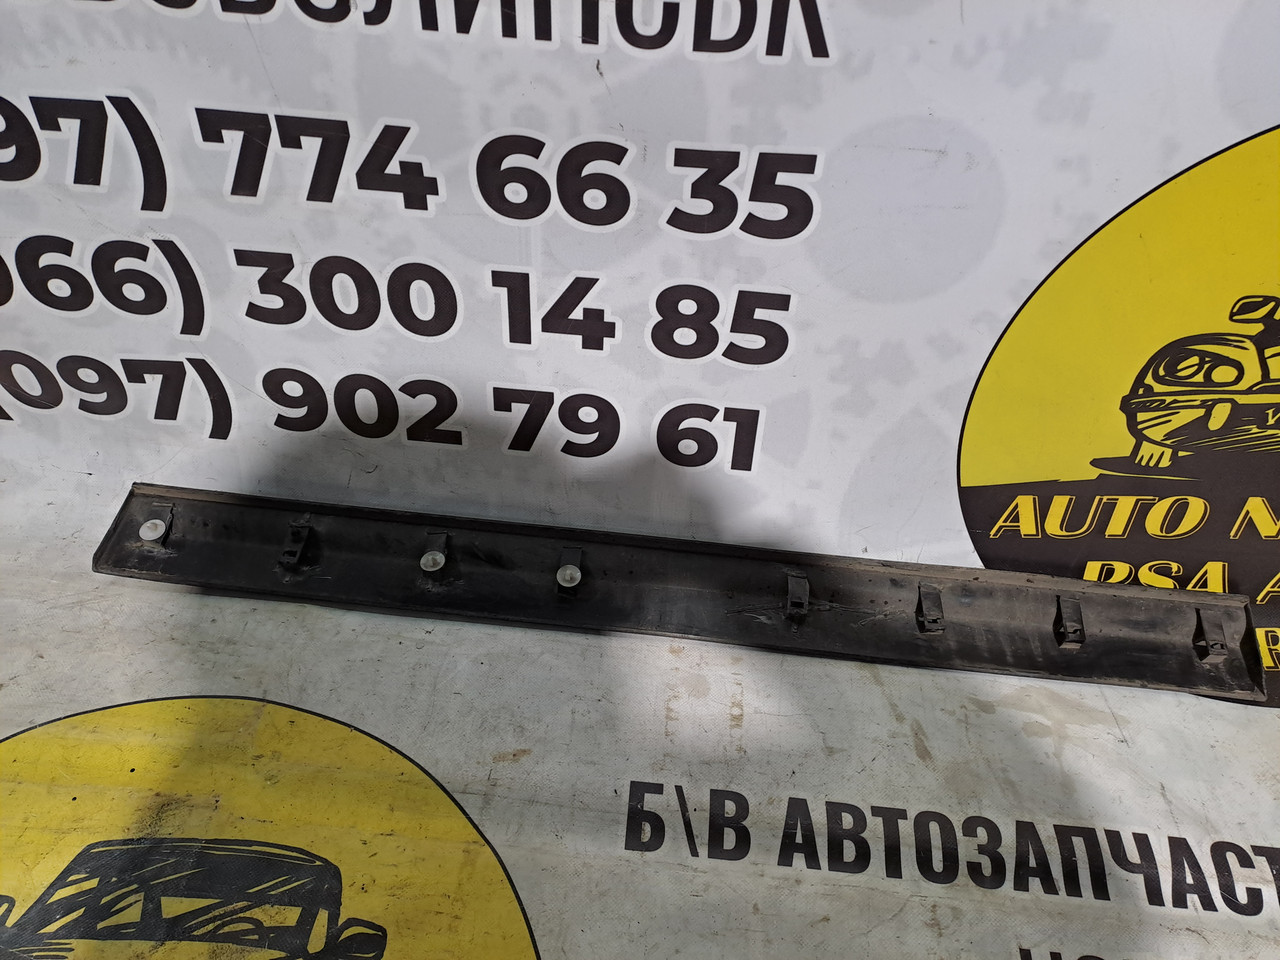 97) 774 66 35
066) 300 14 85
(097) 902 79 61
AUTO N
PSA A
Б\В АВТОЗАПЧАСТ